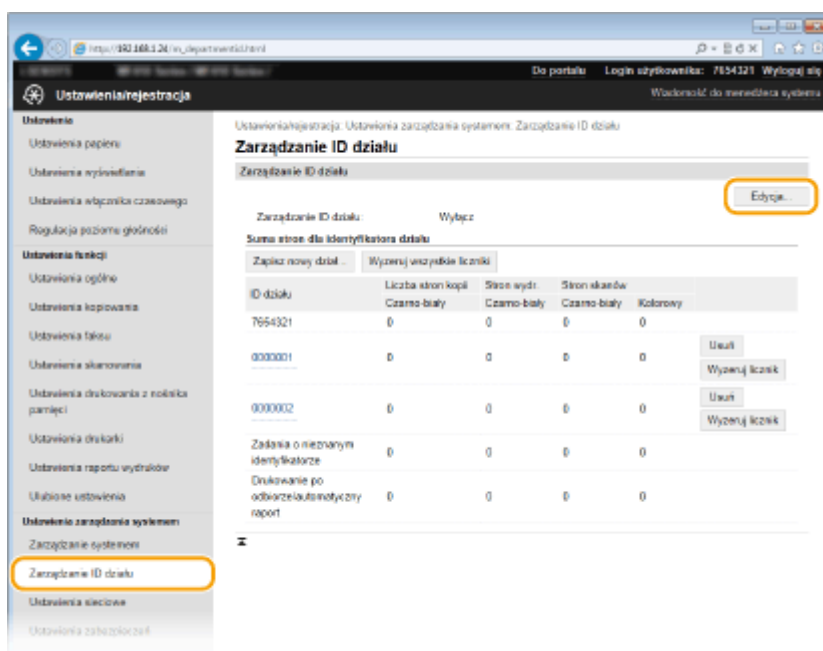 http://192.168.1.24/m_departmentid.html
Do portalu Login użytkownika: 7654321 Wyloguj się
Ustawienia/rejestracja
Wiadomość do menedżera systemu
Ustawienia
Ustawienia papieru
Ustawienia wyświetlania
Ustawienia włącznika czasowego
Regulacja poziomu głośności
Ustawienia funkcji
Ustawienia ogólne
Ustawienia kopiowania
Ustawienia faksu
Ustawienia skanowania
Ustawienia drukowania z nośnika
pamięci
Ustawienia drukarki
Ustawienia raportu wydruków
Ulubione ustawienia
Ustawienia zarządzania systemem
Zarządzanie systemem
Zarządzanie ID działu
Ustawienia sieciowe
Ustawienia zabezpieczeń
Ustawienia/rejestracja: Ustawienia zarządzania systemem: Zarządzanie ID działu
Zarządzanie ID działu
Zarządzanie ID działu
Edycja...
Zarządzanie ID działu: Wyłącz
Suma stron dla identyfikatora działu
Zapisz nowy dział... Wyzeruj wszystkie liczniki
ID działu Liczba stron kopii Stron wydr. Stron skanów
Czarno-biały Czarno-biały Czarno-biały Kolorowy
7654321 0 0 0 0
0000001 0 0 0 0 Usuń
Wyzeruj licznik
0000002 0 0 0 0 Usuń
Wyzeruj licznik
Zadania o nieznanym
identyfikatorze 0 0 0 0
Drukowanie po
odbiorze/automatyczny 0 0 0 0
raport